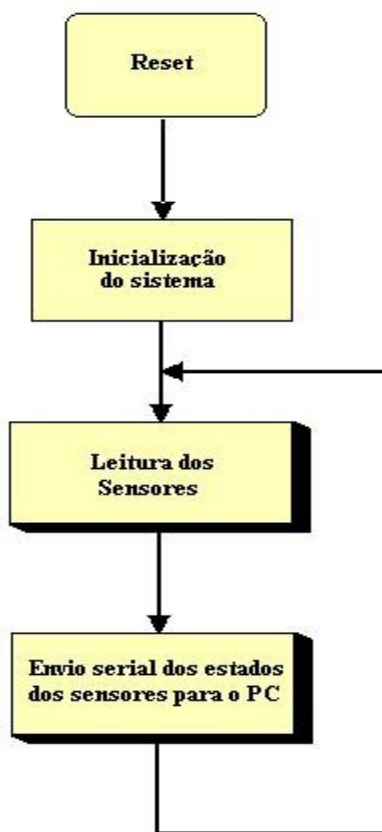 Reset
Inicialização
do sistema
Leitura dos
Sensores
Envio serial dos estados
dos sensores para o PC